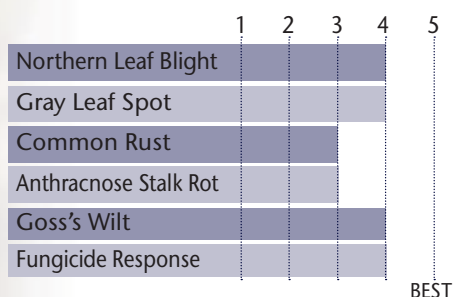 1 2 3 4 5
Northern Leaf Blight
Gray Leaf Spot
Common Rust
Anthracnose Stalk Rot
Goss's Wilt
Fungicide Response
BEST